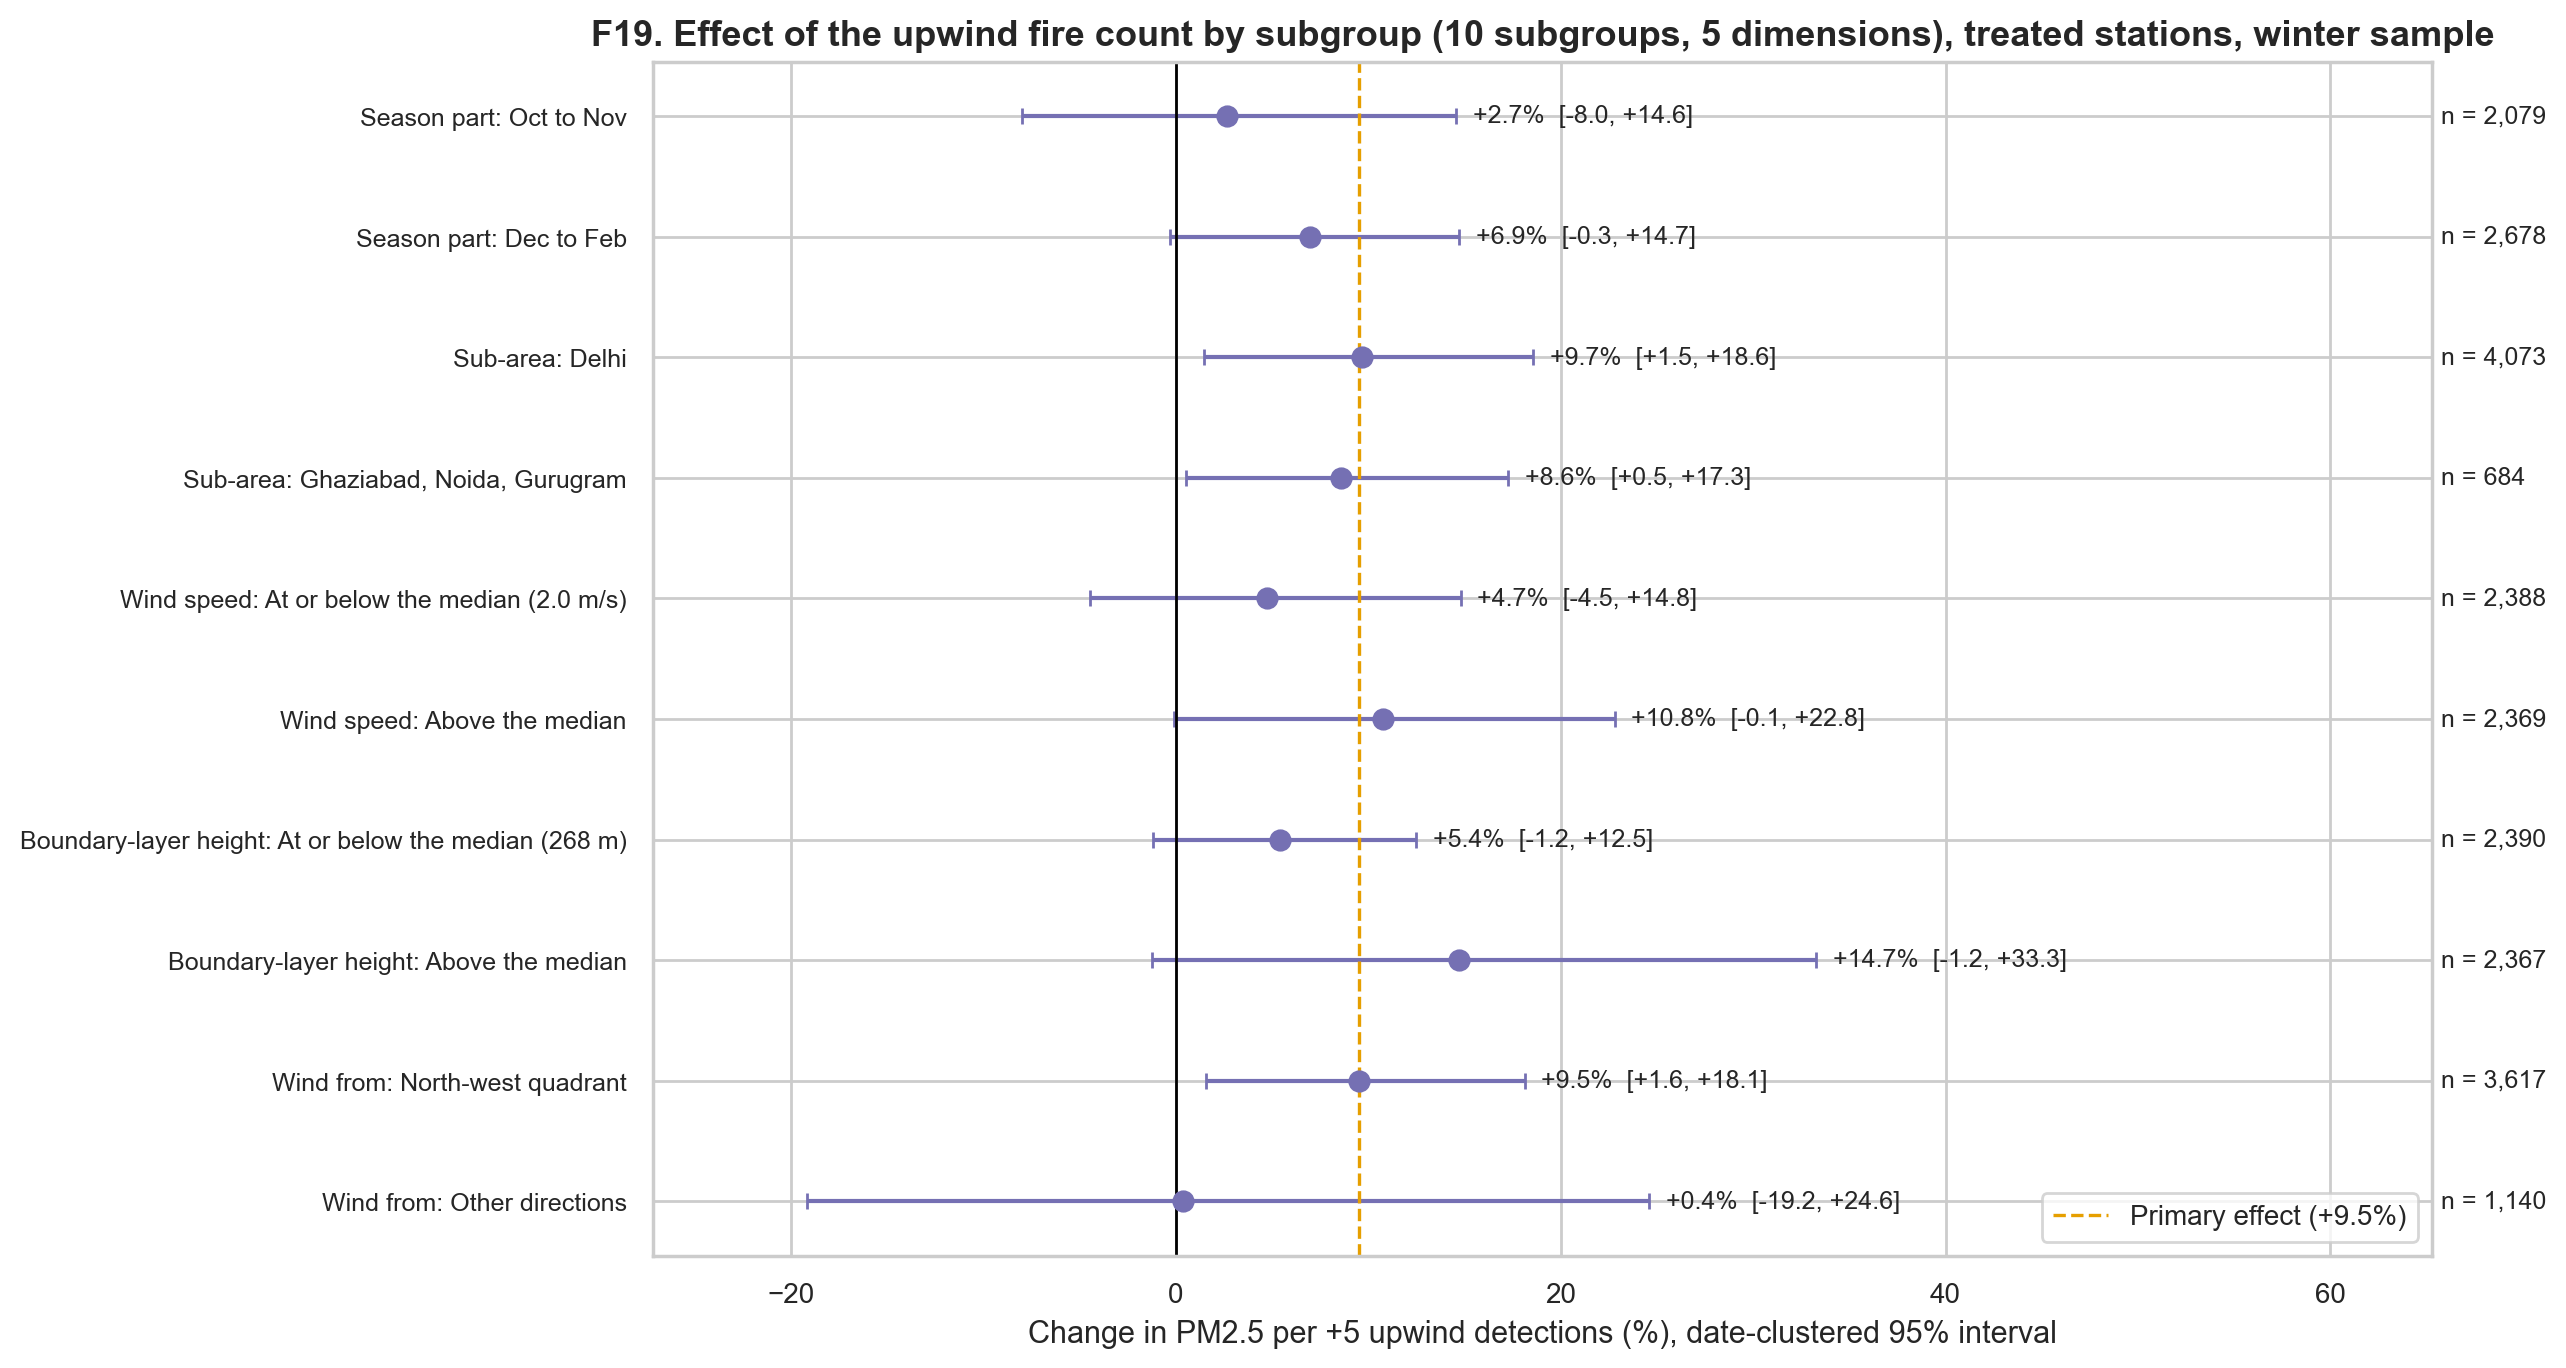 F19. Effect of the upwind fire count by subgroup (10 subgroups, 5 dimensions), treated stations, winter sample
Season part: Oct to Nov +2.7% [-8.0, +14.6] n = 2,079
Season part: Dec to Feb +6.9% [-0.3, +14.7] n = 2,678
Sub-area: Delhi +9.7% [+1.5, +18.6] n = 4,073
Sub-area: Ghaziabad, Noida, Gurugram +8.6% [+0.5, +17.3] n = 684
Wind speed: At or below the median (2.0 m/s) +4.7% [-4.5, +14.8] n = 2,388
Wind speed: Above the median +10.8% [-0.1, +22.8] n = 2,369
Boundary-layer height: At or below the median (268 m) +5.4% [-1.2, +12.5] n = 2,390
Boundary-layer height: Above the median +14.7% [-1.2, +33.3] n = 2,367
Wind from: North-west quadrant +9.5% [+1.6, +18.1] n = 3,617
Wind from: Other directions +0.4% [-19.2, +24.6] n = 1,140
Primary effect (+9.5%)
−20 0 20 40 60
Change in PM2.5 per +5 upwind detections (%), date-clustered 95% interval